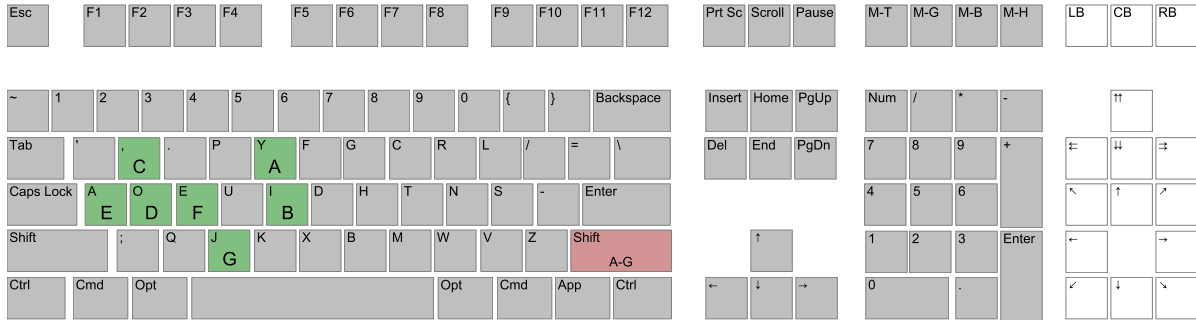 Esc F1 F2 F3 F4 F5 F6 F7 F8 F9 F10 F11 F12 Prt Sc Scroll Pause M-T M-G M-B M-H LB CB RB
~ 1 2 3 4 5 6 7 8 9 0 { } Backspace Insert Home PgUp Num / * - ⇈
Tab ' , . P Y F G C R L / = \ Del End PgDn 7 8 9 + ⇇ ⇊ ⇉
C A
Caps Lock A O E U I D H T N S - Enter 4 5 6 ↖ ↑ ↗
E D F B
Shift ; Q J K X B M W V Z Shift ↑ 1 2 3 Enter ← →
G A-G
Ctrl Cmd Opt Opt Cmd App Ctrl ← ↓ → 0 . ↙ ↓ ↘